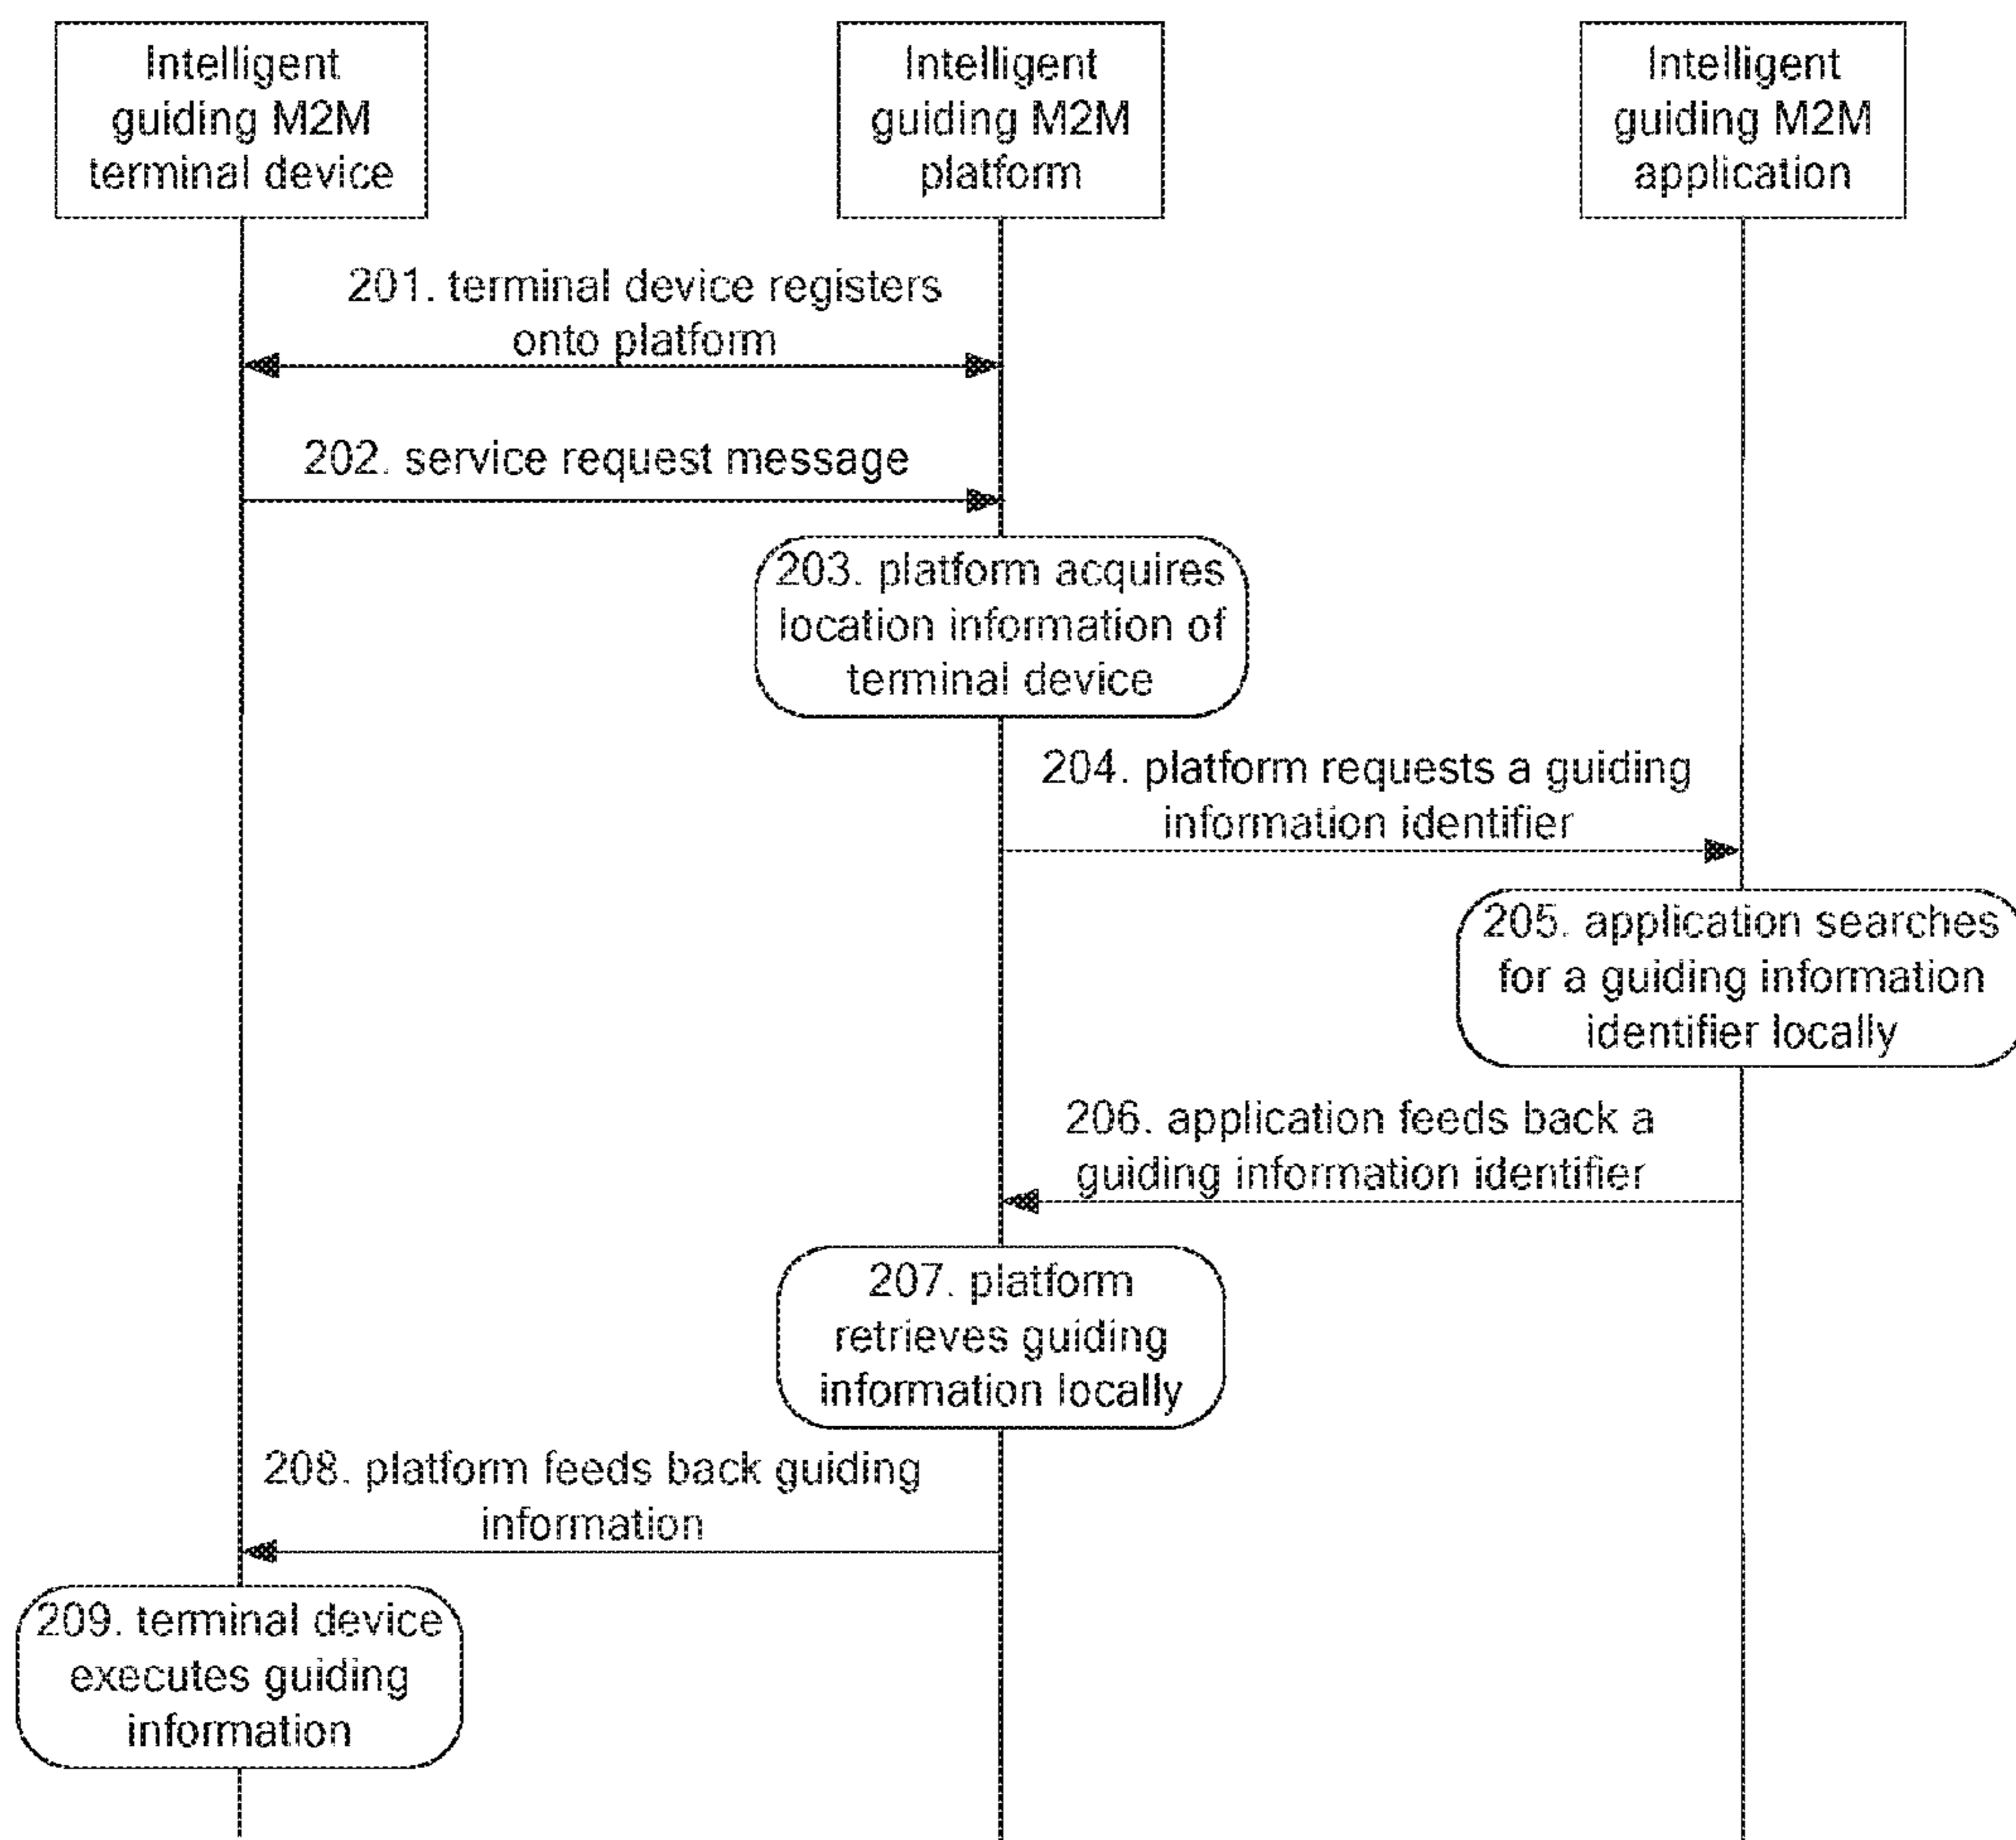 Intelligent
guiding M2M
terminal device
Intelligent
guiding M2M
platform
Intelligent
guiding M2M
application
201. terminal device registers
onto platform
202. service request message
203. platform acquires
location information of
terminal device
204. platform requests a guiding
information identifier
205. application searches
for a guiding information
identifier locally
206. application feeds back a
guiding information identifier
207. platform
retrieves guiding
information locally
208. platform feeds back guiding
information
209. terminal device
executes guiding
information